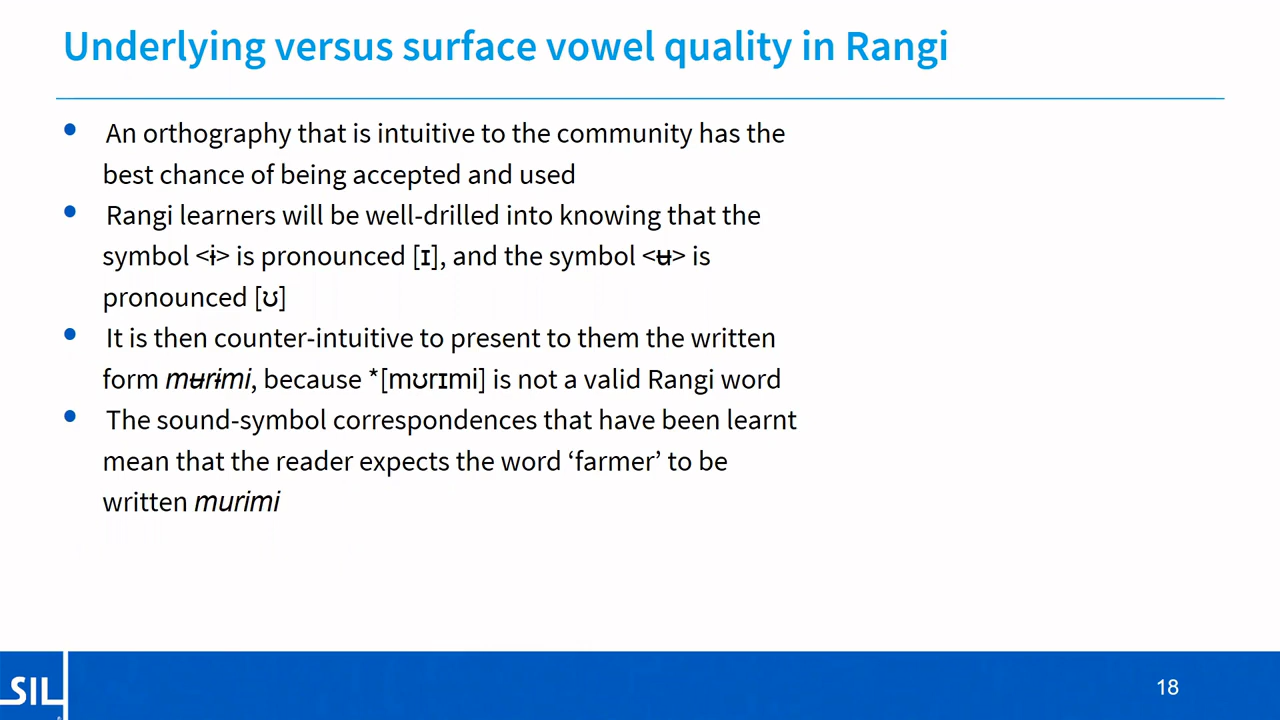 Underlying versus surface vowel quality in Rangi
• An orthography that is intuitive to the community has the
best chance of being accepted and used
• Rangi learners will be well-drilled into knowing that the
symbol <ɨ> is pronounced [ɪ], and the symbol <ʉ> is
pronounced [ʊ]
• It is then counter-intuitive to present to them the written
form mʉrɨmi, because *[mʊrɪmi] is not a valid Rangi word
• The sound-symbol correspondences that have been learnt
mean that the reader expects the word ‘farmer’ to be
written murimi
SIL
18